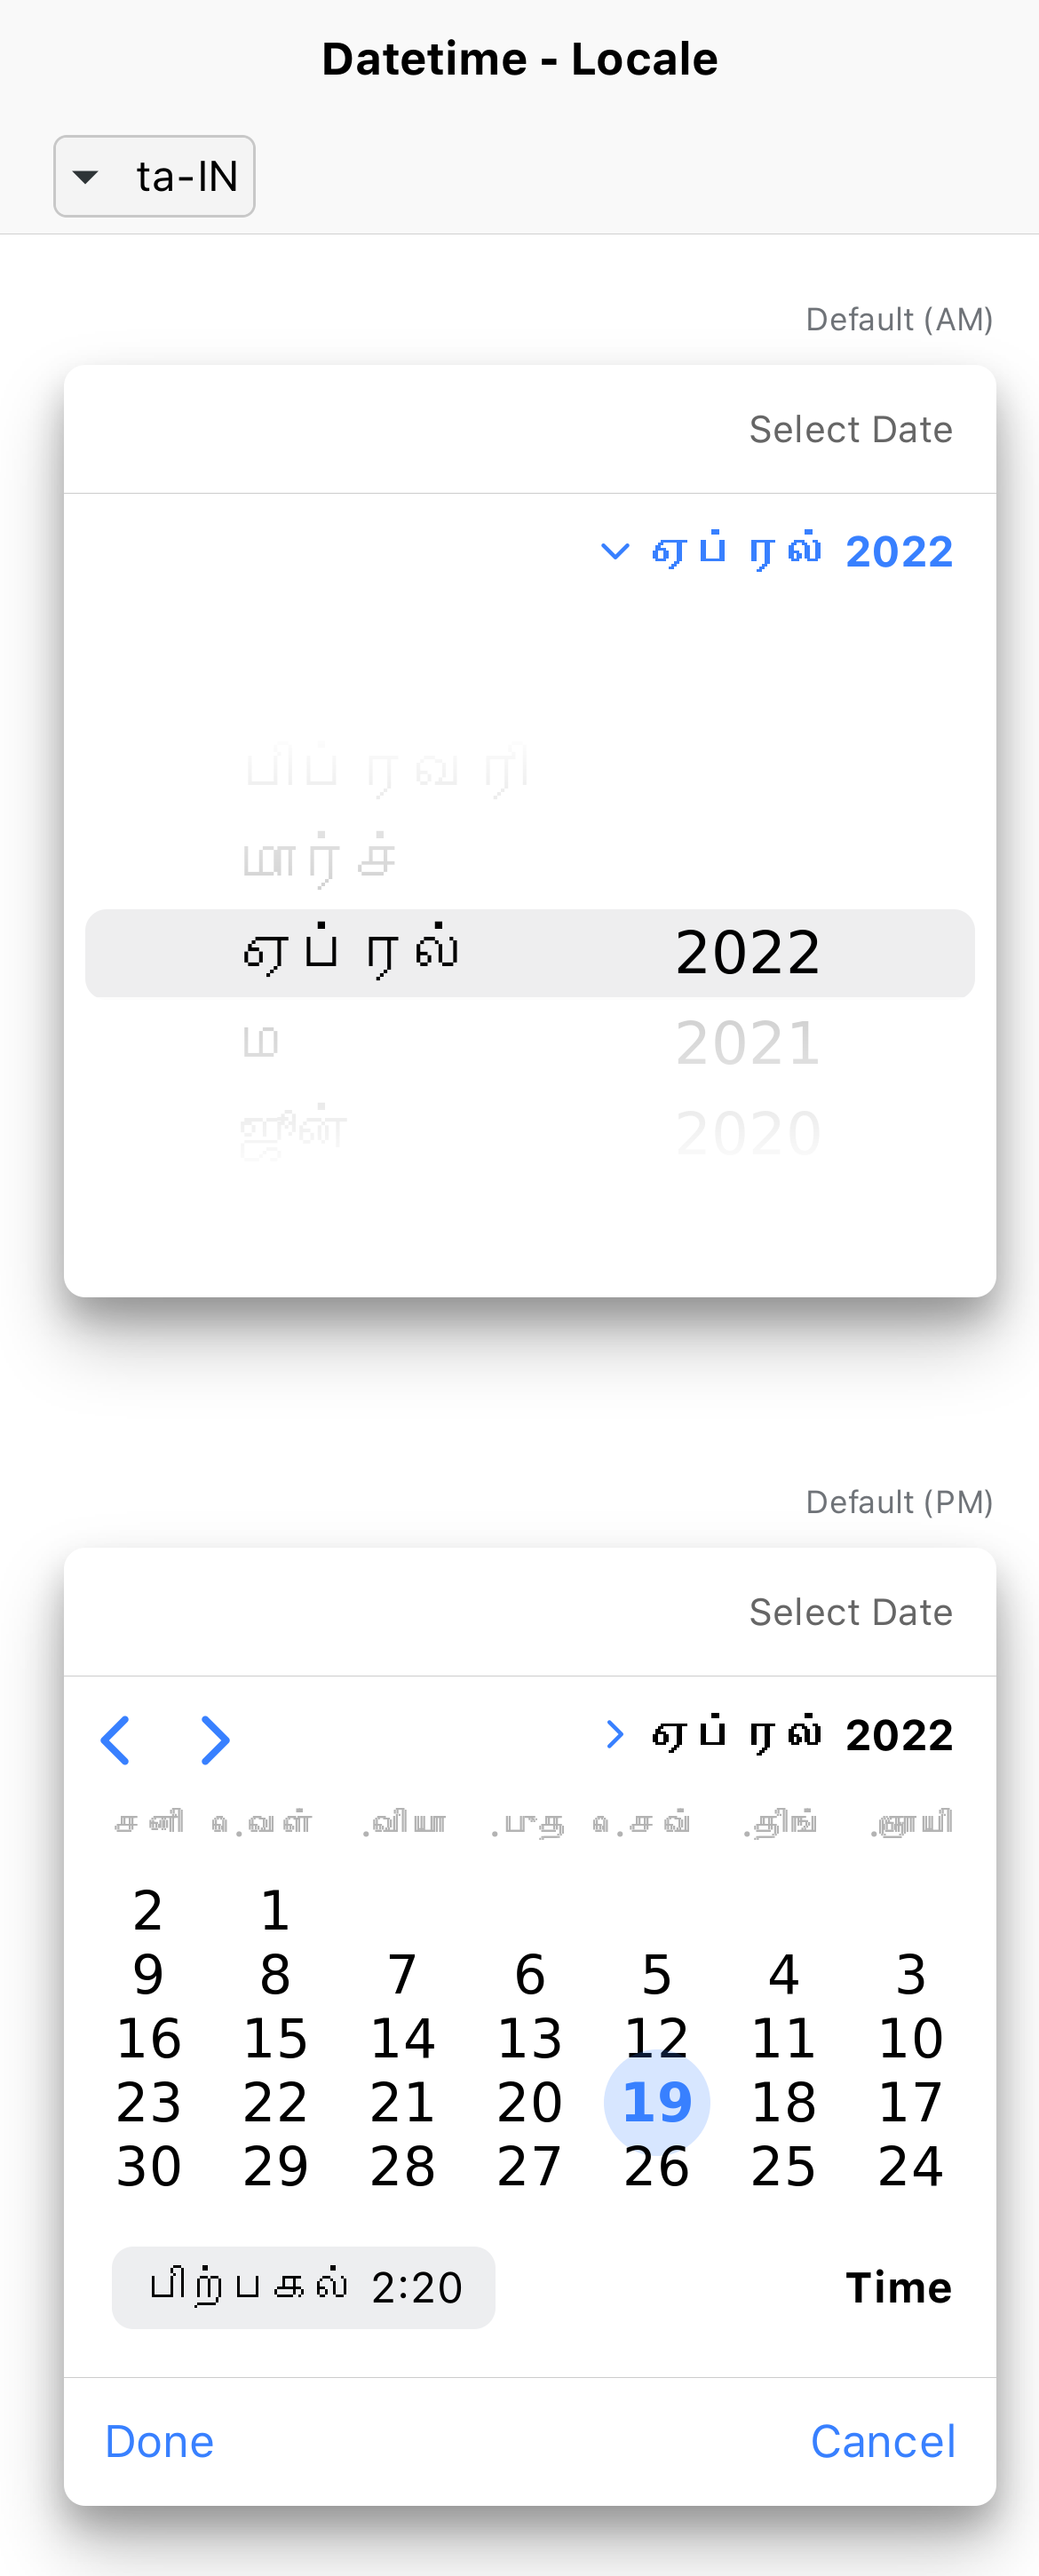 Datetime - Locale
ta-IN
Default (AM)
Select Date
ஏப்ரல் 2022
பிப்ரவரி
மார்ச்
ஏப்ரல் 2022
ம 2021
ஜூன் 2020
Default (PM)
Select Date
ஏப்ரல் 2022
ஞாயி. திங். செவ். புத. வியா. வெள். சனி
1 2
3 4 5 6 7 8 9
10 11 12 13 14 15 16
17 18 19 20 21 22 23
24 25 26 27 28 29 30
Time பிற்பகல் 2:20
Cancel Done